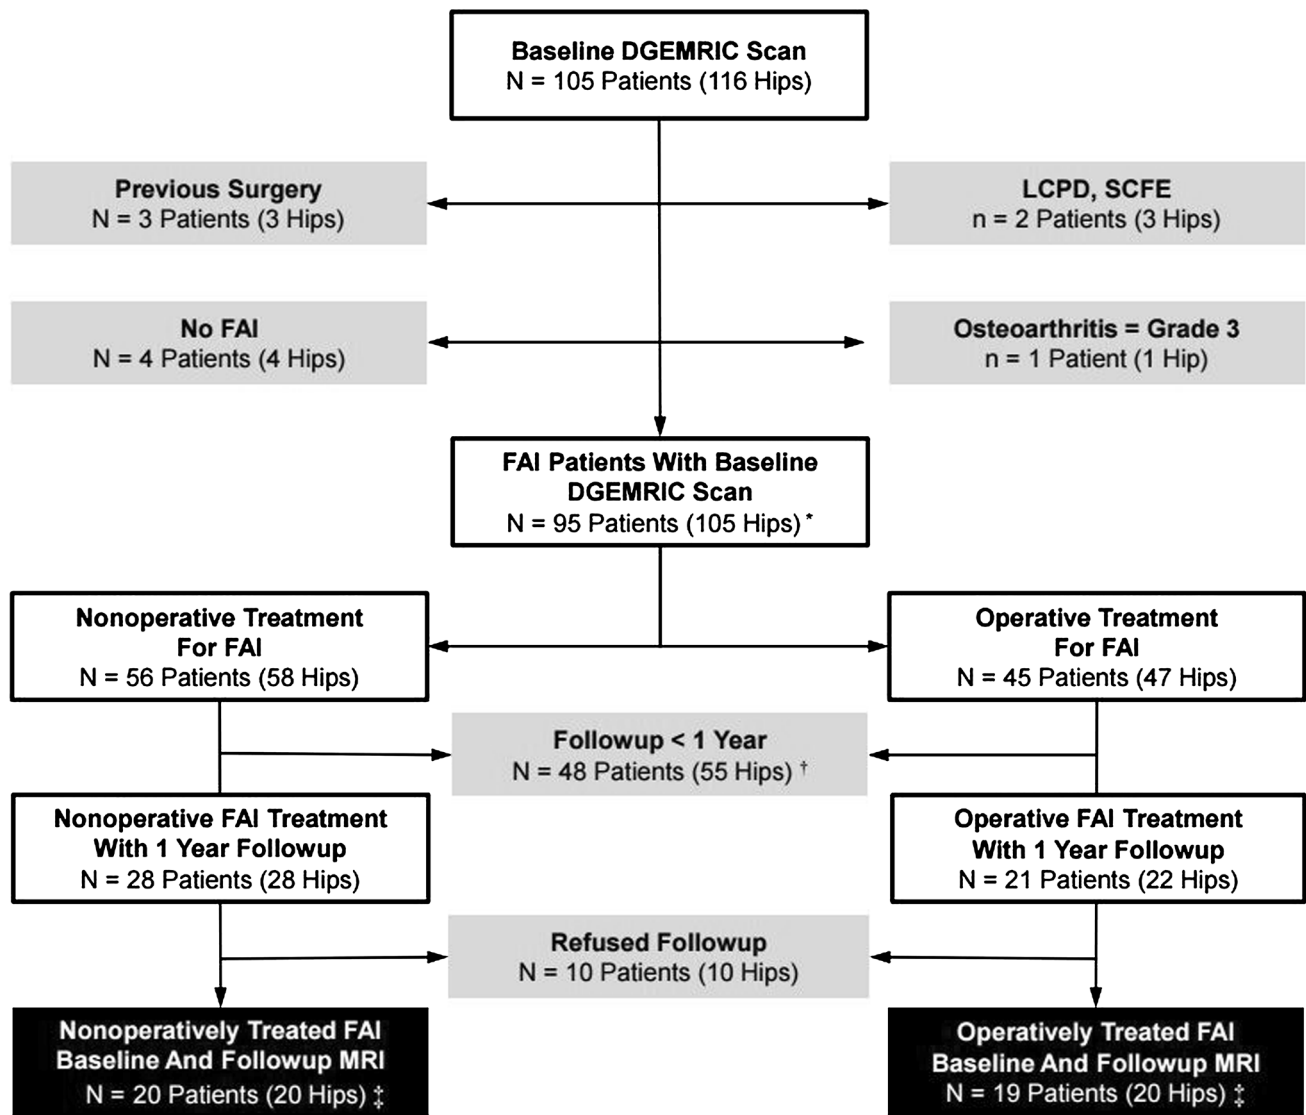 Baseline DGEMRIC Scan
N = 105 Patients (116 Hips)
Previous Surgery
N = 3 Patients (3 Hips)
LCPD, SCFE
n = 2 Patients (3 Hips)
No FAI
N = 4 Patients (4 Hips)
Osteoarthritis = Grade 3
n = 1 Patient (1 Hip)
FAI Patients With Baseline
DGEMRIC Scan
N = 95 Patients (105 Hips) *
Nonoperative Treatment
For FAI
N = 56 Patients (58 Hips)
Operative Treatment
For FAI
N = 45 Patients (47 Hips)
Followup < 1 Year
N = 48 Patients (55 Hips) †
Nonoperative FAI Treatment
With 1 Year Followup
N = 28 Patients (28 Hips)
Operative FAI Treatment
With 1 Year Followup
N = 21 Patients (22 Hips)
Refused Followup
N = 10 Patients (10 Hips)
Nonoperatively Treated FAI
Baseline And Followup MRI
N = 20 Patients (20 Hips) ‡
Operatively Treated FAI
Baseline And Followup MRI
N = 19 Patients (20 Hips) ‡